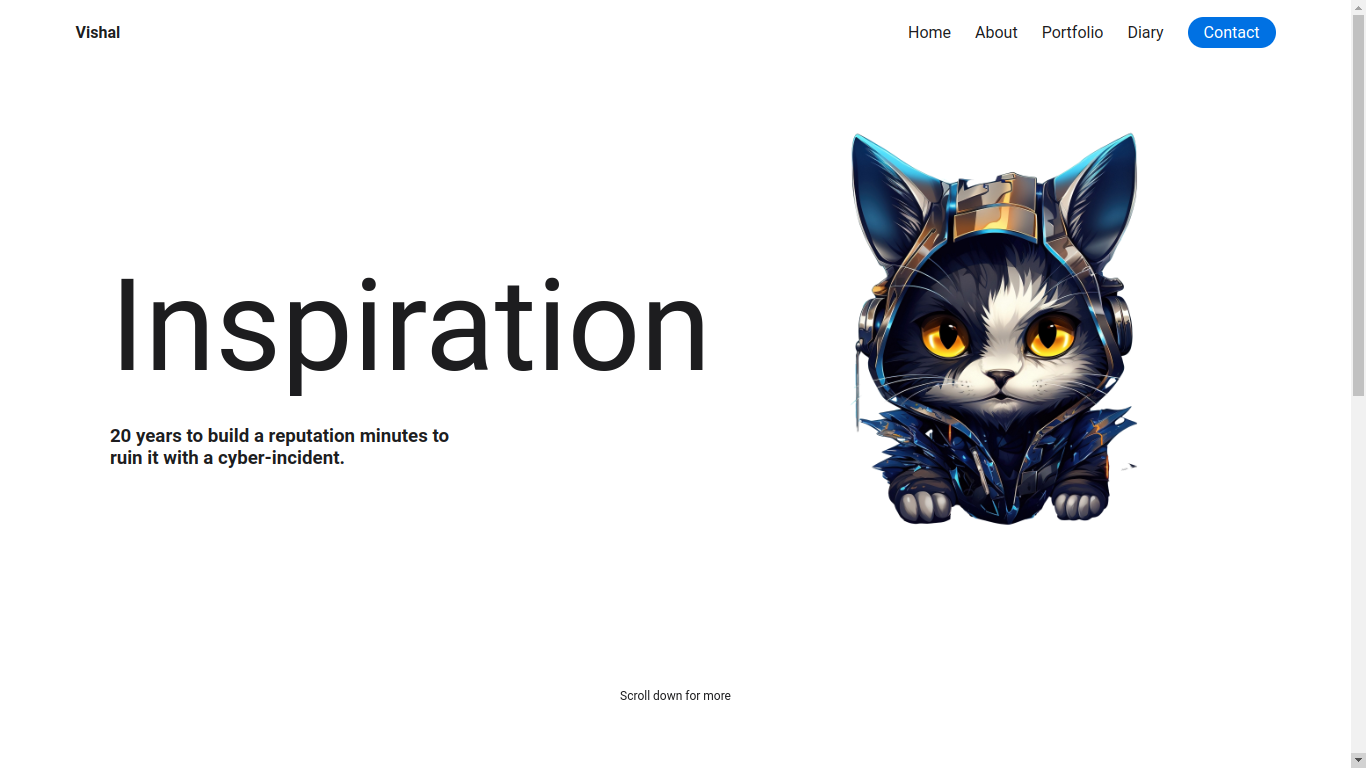 Vishal
Home About Portfolio Diary Contact
Inspiration
20 years to build a reputation minutes to
ruin it with a cyber-incident.
Scroll down for more